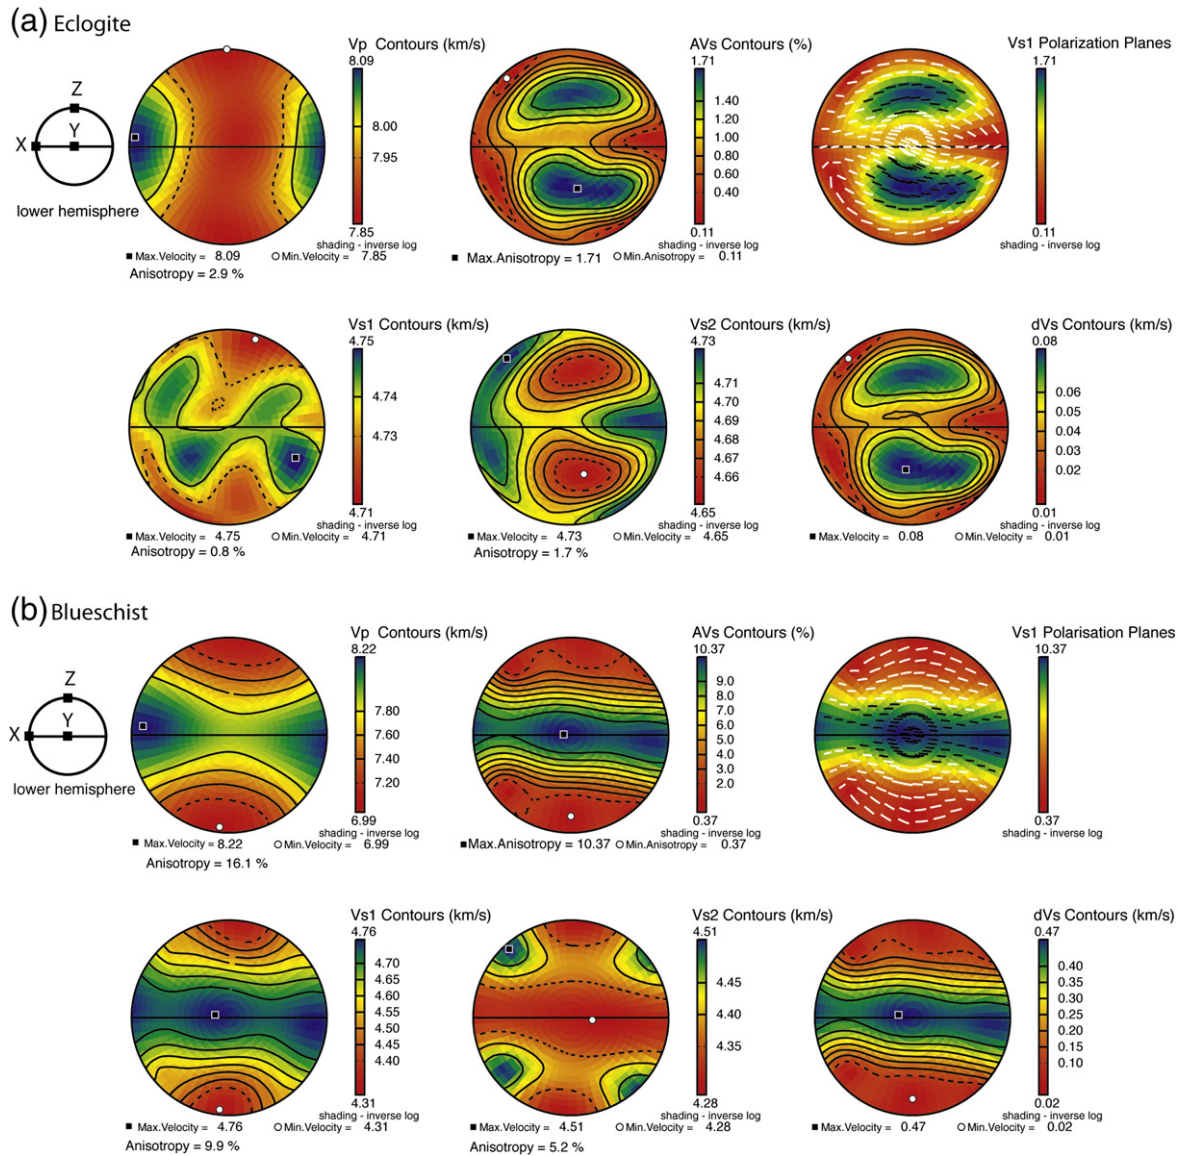 (a) Eclogite
Z
Y
X
lower hemisphere
Vp Contours (km/s)
8.09
8.00
7.95
7.85
shading - inverse log
Max.Velocity = 8.09 Min.Velocity = 7.85
Anisotropy = 2.9 %
AVs Contours (%)
1.71
1.40
1.20
1.00
0.80
0.60
0.40
0.11
shading - inverse log
Max.Anisotropy = 1.71 Min.Anisotropy = 0.11
Vs1 Polarization Planes
1.71
0.11
shading - inverse log
Vs1 Contours (km/s)
4.75
4.74
4.73
4.71
shading - inverse log
Max.Velocity = 4.75 Min.Velocity = 4.71
Anisotropy = 0.8 %
Vs2 Contours (km/s)
4.73
4.71
4.70
4.69
4.68
4.67
4.66
4.65
shading - inverse log
Max.Velocity = 4.73 Min.Velocity = 4.65
Anisotropy = 1.7 %
dVs Contours (km/s)
0.08
0.06
0.05
0.04
0.03
0.02
0.01
shading - inverse log
Max.Velocity = 0.08 Min.Velocity = 0.01
(b) Blueschist
Z
Y
X
lower hemisphere
Vp Contours (km/s)
8.22
7.80
7.60
7.40
7.20
6.99
shading - inverse log
Max.Velocity = 8.22 Min.Velocity = 6.99
Anisotropy = 16.1 %
AVs Contours (%)
10.37
9.0
8.0
7.0
6.0
5.0
4.0
3.0
2.0
0.37
shading - inverse log
Max.Anisotropy = 10.37 Min.Anisotropy = 0.37
Vs1 Polarisation Planes
10.37
0.37
shading - inverse log
Vs1 Contours (km/s)
4.76
4.70
4.65
4.60
4.55
4.50
4.45
4.40
4.31
shading - inverse log
Max.Velocity = 4.76 Min.Velocity = 4.31
Anisotropy = 9.9 %
Vs2 Contours (km/s)
4.51
4.45
4.40
4.35
4.28
shading - inverse log
Max.Velocity = 4.51 Min.Velocity = 4.28
Anisotropy = 5.2 %
dVs Contours (km/s)
0.47
0.40
0.35
0.30
0.25
0.20
0.15
0.10
0.02
shading - inverse log
Max.Velocity = 0.47 Min.Velocity = 0.02